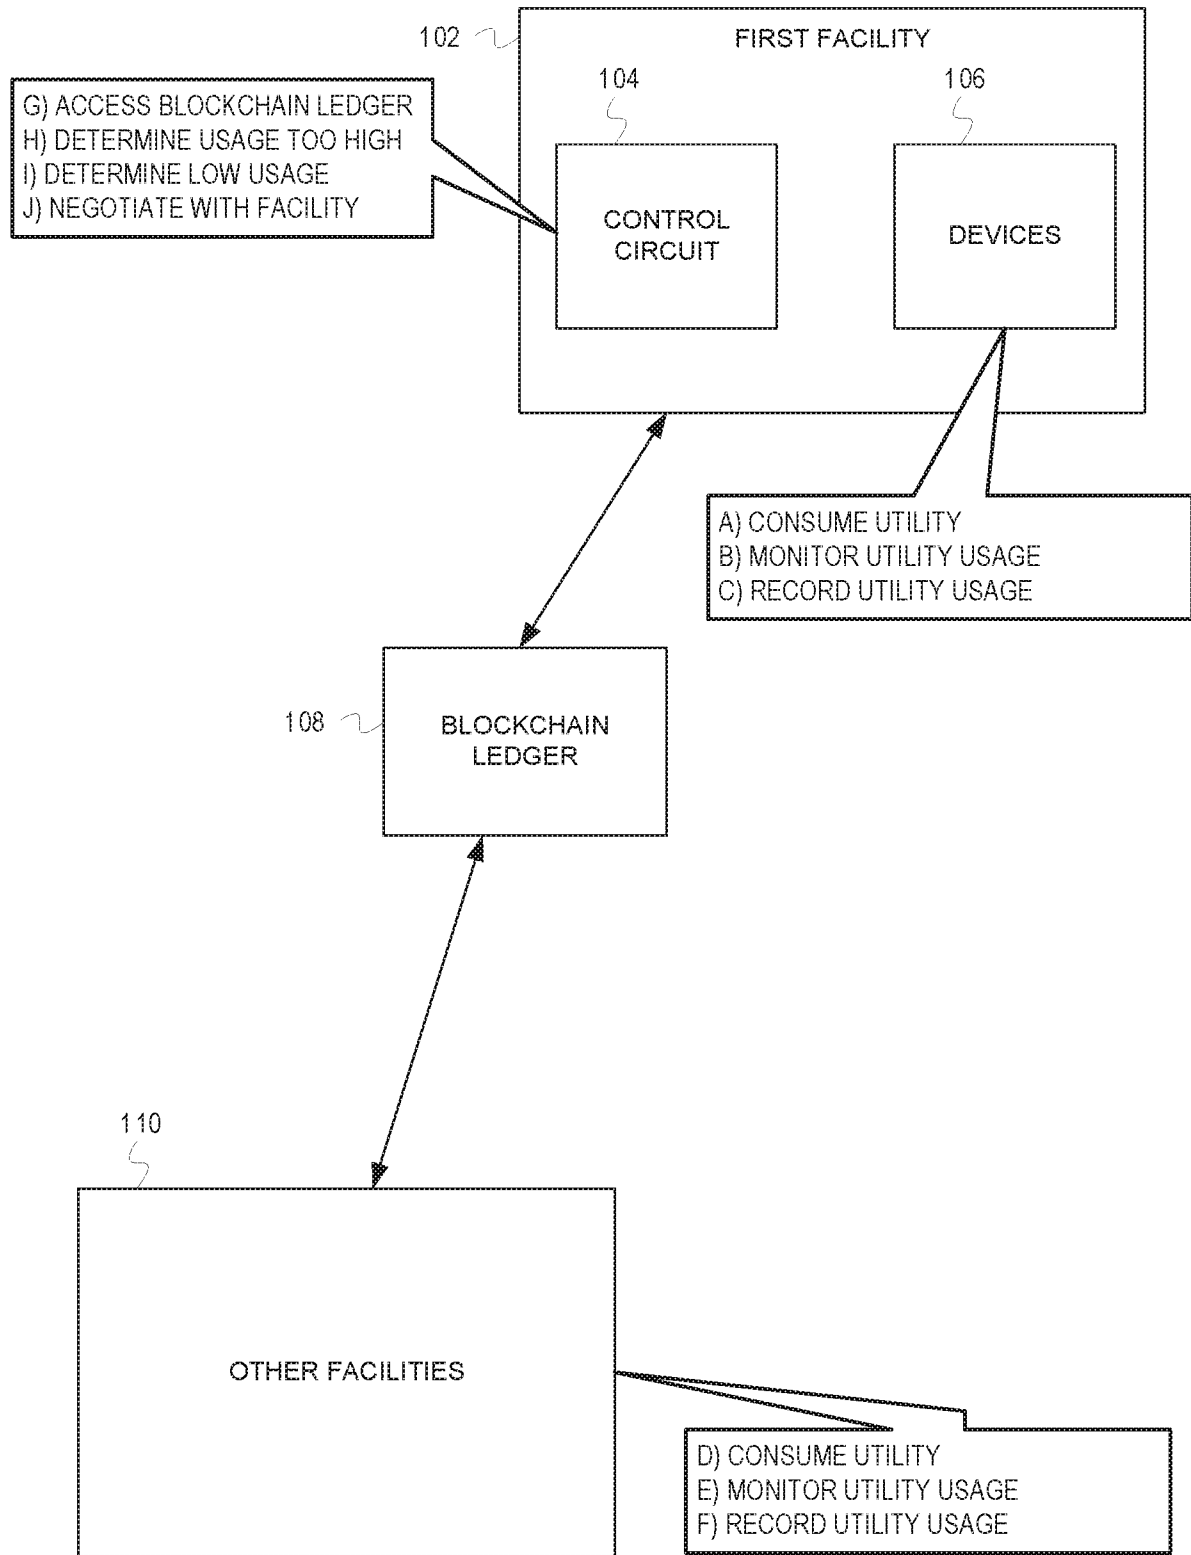 102
FIRST FACILITY
104
106
G) ACCESS BLOCKCHAIN LEDGER
H) DETERMINE USAGE TOO HIGH
I) DETERMINE LOW USAGE
J) NEGOTIATE WITH FACILITY
CONTROL
CIRCUIT
DEVICES
A) CONSUME UTILITY
B) MONITOR UTILITY USAGE
C) RECORD UTILITY USAGE
108
BLOCKCHAIN
LEDGER
110
OTHER FACILITIES
D) CONSUME UTILITY
E) MONITOR UTILITY USAGE
F) RECORD UTILITY USAGE